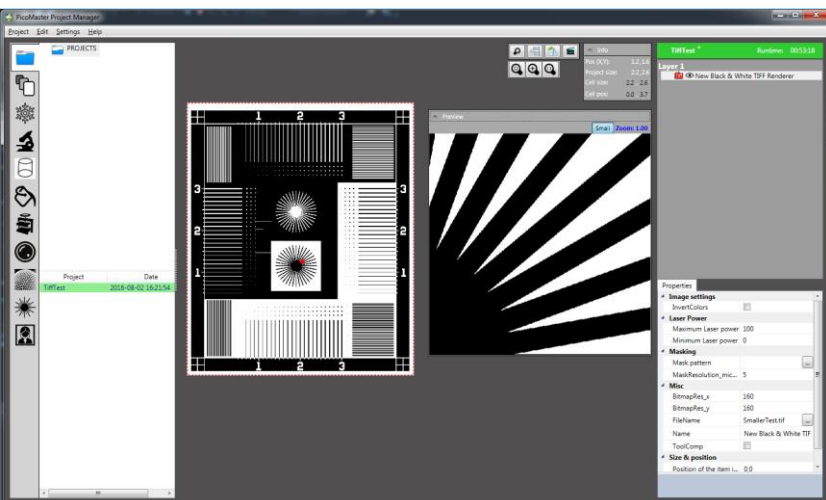 PicoMaster Project Manager
Project Edit Settings Help
PROJECTS
Project Date
TiffTest 2016-08-02 16:21:54
1 2 3
3 3
2 2
1 1
1 2 3
Info
Pos (X;Y): 1.2, 1.6
Project size: 2.2, 2.6
Cell size: 2.2 2.6
Cell pos: 0.0 3.7
Preview
Small Zoom: 1.00
TiffTest * Runtime: 00:53:18
Layer 1
New Black & White TIFF Renderer
Properties
Image settings
InvertColors
Laser Power
Maximum Laser power 100
Minimum Laser power 0
Masking
Mask pattern ...
MaskResolution_mic... 5
Misc
BitmapRes_x 160
BitmapRes_y 160
FileName SmallerTest.tif ...
Name New Black & White TIF
ToolComp
Size & position
Position of the item i... 0.0